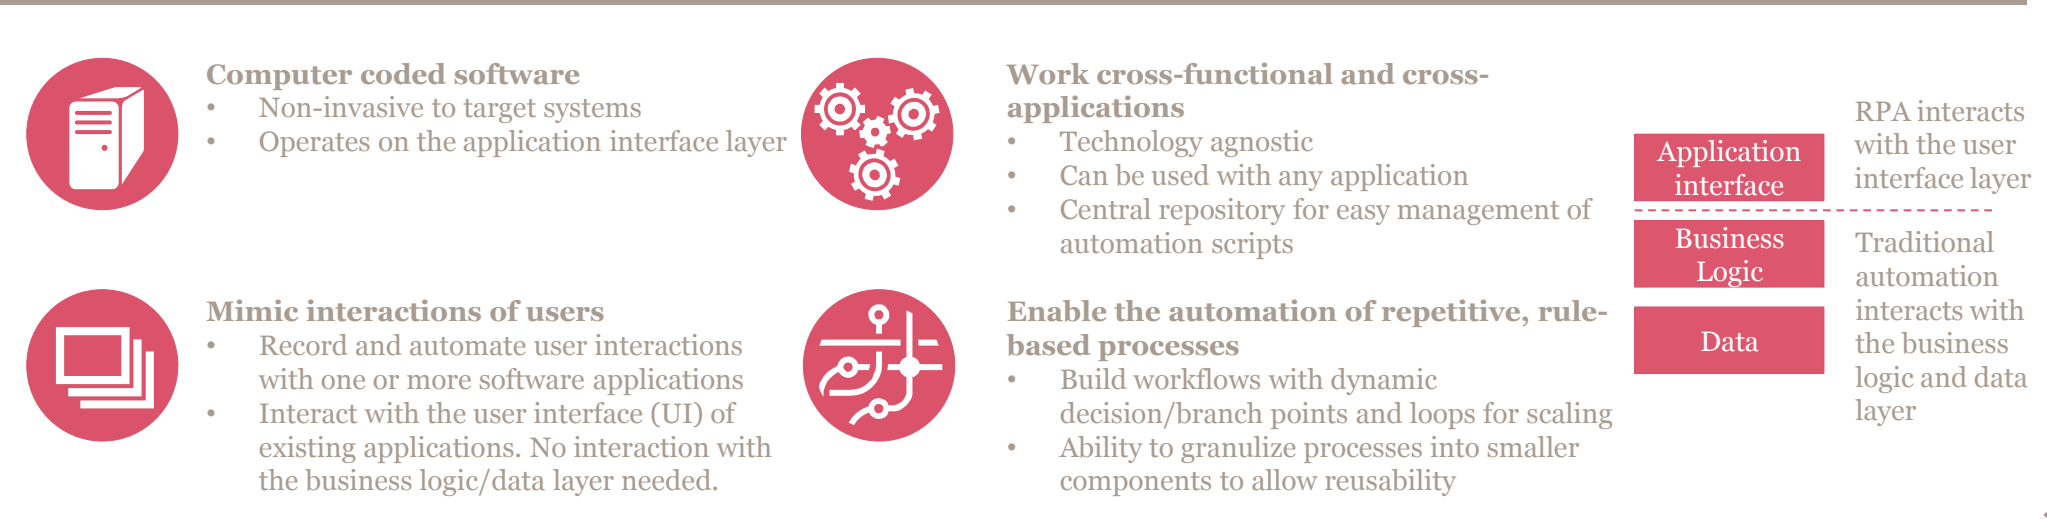 Computer coded software
• Non-invasive to target systems
• Operates on the application interface layer
Mimic interactions of users
• Record and automate user interactions
with one or more software applications
• Interact with the user interface (UI) of
existing applications. No interaction with
the business logic/data layer needed.
Work cross-functional and cross-
applications
• Technology agnostic
• Can be used with any application
• Central repository for easy management of
automation scripts
Enable the automation of repetitive, rule-
based processes
• Build workflows with dynamic
decision/branch points and loops for scaling
• Ability to granulize processes into smaller
components to allow reusability
Application
interface
Business
Logic
Data
RPA interacts
with the user
interface layer
Traditional
automation
interacts with
the business
logic and data
layer